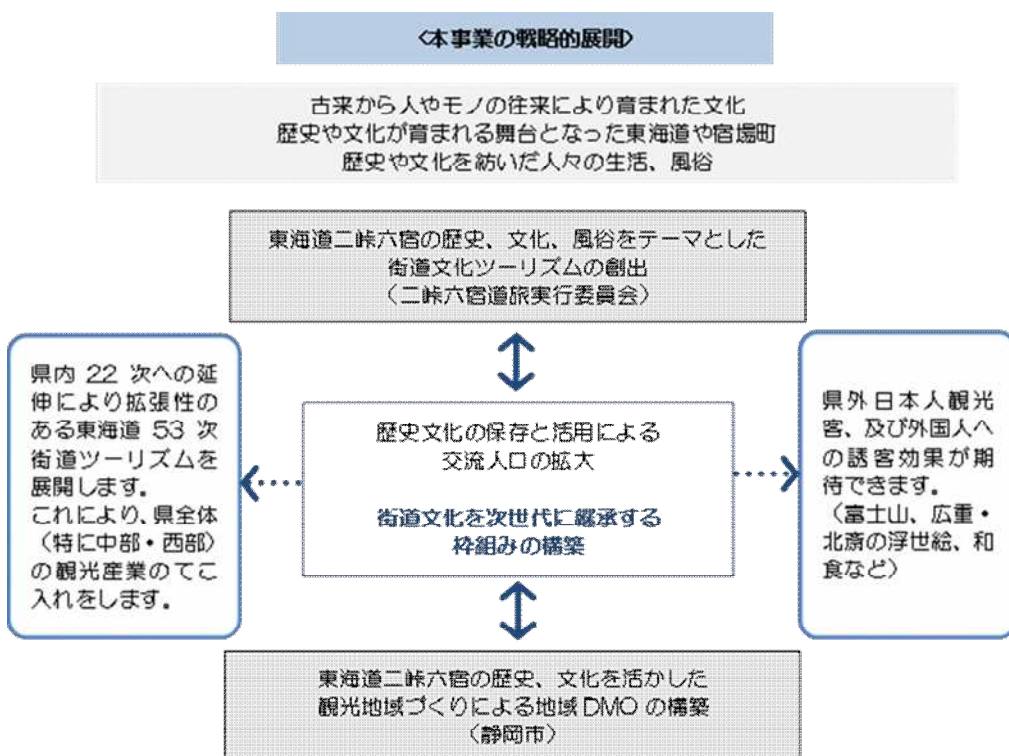 <本事業の戦略的展開>
古来から人やモノの往来により育まれた文化
歴史や文化が育まれる舞台となった東海道や宿場町
歴史や文化を紡いだ人々の生活、風俗
東海道二峠六宿の歴史、文化、風俗をテーマとした
街道文化ツーリズムの創出
（二峠六宿道旅実行委員会）
県内 22 次への延
伸により拡張性の
ある東海道 53 次
街道ツーリズムを
展開します。
これにより、県全体
（特に中部・西部）
の観光産業のてこ
入れをします。
歴史文化の保存と活用による
交流人口の拡大
街道文化を次世代に継承する
枠組みの構築
県外日本人観光
客、及び外国人へ
の誘客効果が期
待できます。
（富士山、広重・
北斎の浮世絵、和
食など）
東海道二峠六宿の歴史、文化を活かした
観光地域づくりによる地域 DMO の構築
（静岡市）